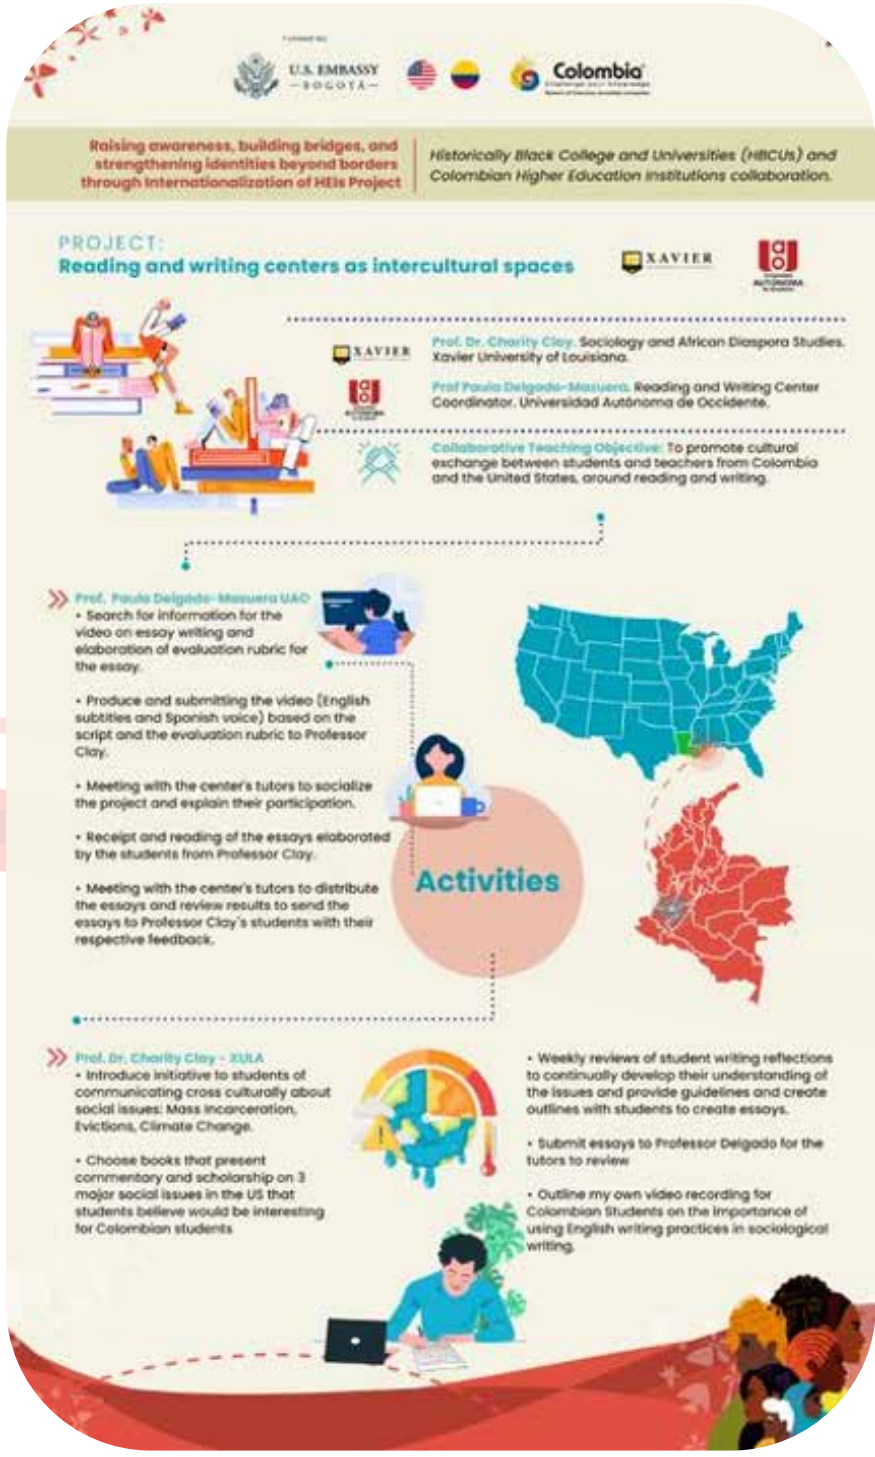 Funded by:
U.S. EMBASSY
BOGOTÁ
Colombia
Challenge your knowledge
Raising awareness, building bridges, and
strengthening identities beyond borders
through Internationalization of HEIs Project
Historically Black College and Universities (HBCUs) and
Colombian Higher Education Institutions collaboration.
PROJECT:
Reading and writing centers as intercultural spaces
XAVIER
AUTÓNOMA
XAVIER
Prof. Dr. Charity Clay. Sociology and African Diaspora Studies.
Xavier University of Louisiana.
AUTÓNOMA
Prof Paula Delgado-Mazuera. Reading and Writing Center
Coordinator. Universidad Autónoma de Occidente.
Collaborative Teaching Objective: To promote cultural
exchange between students and teachers from Colombia
and the United States, around reading and writing.
Prof. Paula Delgado-Mazuera UAO
• Search for information for the
video on essay writing and
elaboration of evaluation rubric for
the essay.
• Produce and submitting the video (English
subtitles and Spanish voice) based on the
script and the evaluation rubric to Professor
Clay.
• Meeting with the center's tutors to socialize
the project and explain their participation.
• Receipt and reading of the essays elaborated
by the students from Professor Clay.
• Meeting with the center's tutors to distribute
the essays and review results to send the
essays to Professor Clay's students with their
respective feedback.
Activities
Prof. Dr. Charity Clay - XULA
• Introduce initiative to students of
communicating cross culturally about
social issues: Mass Incarceration,
Evictions, Climate Change.
• Choose books that present
commentary and scholarship on 3
major social issues in the US that
students believe would be interesting
for Colombian students
• Weekly reviews of student writing reflections
to continually develop their understanding of
the issues and provide guidelines and create
outlines with students to create essays.
• Submit essays to Professor Delgado for the
tutors to review
• Outline my own video recording for
Colombian Students on the importance of
using English writing practices in sociological
writing.